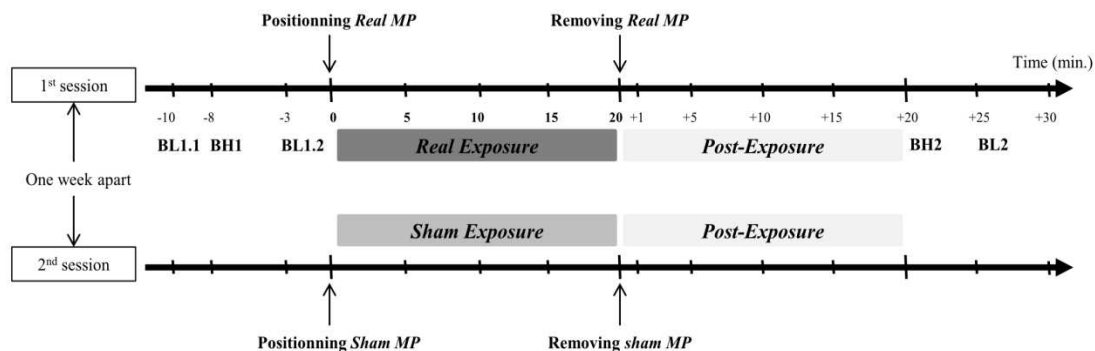 Positionning Real MP Removing Real MP
Time (min.)
1st session
-10 -8 -3 0 5 10 15 20 +1 +5 +10 +15 +20 +25 +30
BL1.1 BH1 BL1.2 Real Exposure Post-Exposure BH2 BL2
One week apart
Sham Exposure Post-Exposure
2nd session
Positionning Sham MP Removing sham MP